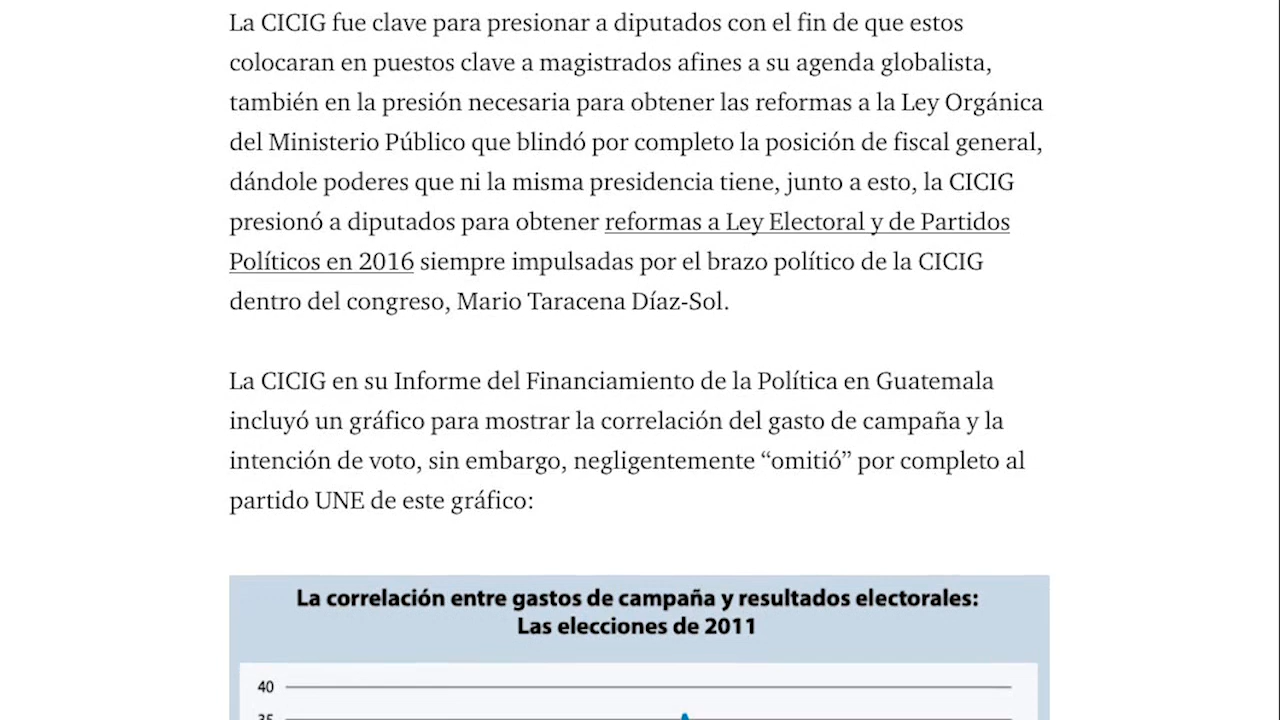 La CICIG fue clave para presionar a diputados con el fin de que estos
colocaran en puestos clave a magistrados afines a su agenda globalista,
también en la presión necesaria para obtener las reformas a la Ley Orgánica
del Ministerio Público que blindó por completo la posición de fiscal general,
dándole poderes que ni la misma presidencia tiene, junto a esto, la CICIG
presionó a diputados para obtener reformas a Ley Electoral y de Partidos
Políticos en 2016 siempre impulsadas por el brazo político de la CICIG
dentro del congreso, Mario Taracena Díaz-Sol.
La CICIG en su Informe del Financiamiento de la Política en Guatemala
incluyó un gráfico para mostrar la correlación del gasto de campaña y la
intención de voto, sin embargo, negligentemente “omitió” por completo al
partido UNE de este gráfico:
La correlación entre gastos de campaña y resultados electorales:
Las elecciones de 2011
40
35